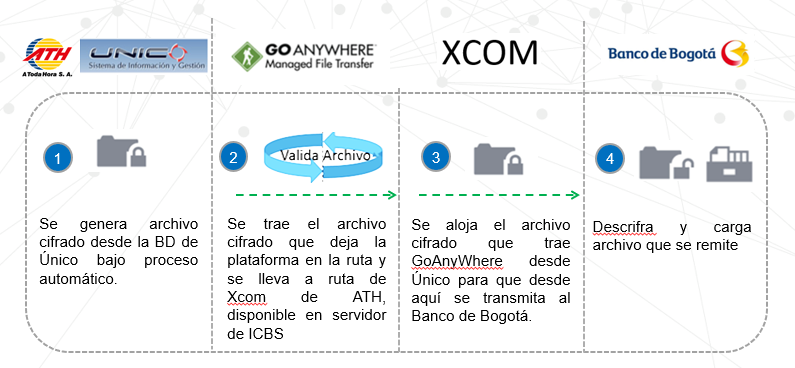 ATH
A Toda Hora S. A.
UNICO
Sistema de Información y Gestión
GO ANYWHERE
Managed File Transfer
XCOM
Banco de Bogotá
1
Se genera archivo
cifrado desde la BD de
Único bajo proceso
automático.
2
Valida Archivo
Se trae el archivo
cifrado que deja la
plataforma en la ruta y
se lleva a ruta de
Xcom de ATH,
disponible en servidor
de ICBS
3
Se aloja el archivo
cifrado que trae
GoAnyWhere desde
Único para que desde
aquí se transmita al
Banco de Bogotá.
4
Descrifra y carga
archivo que se remite